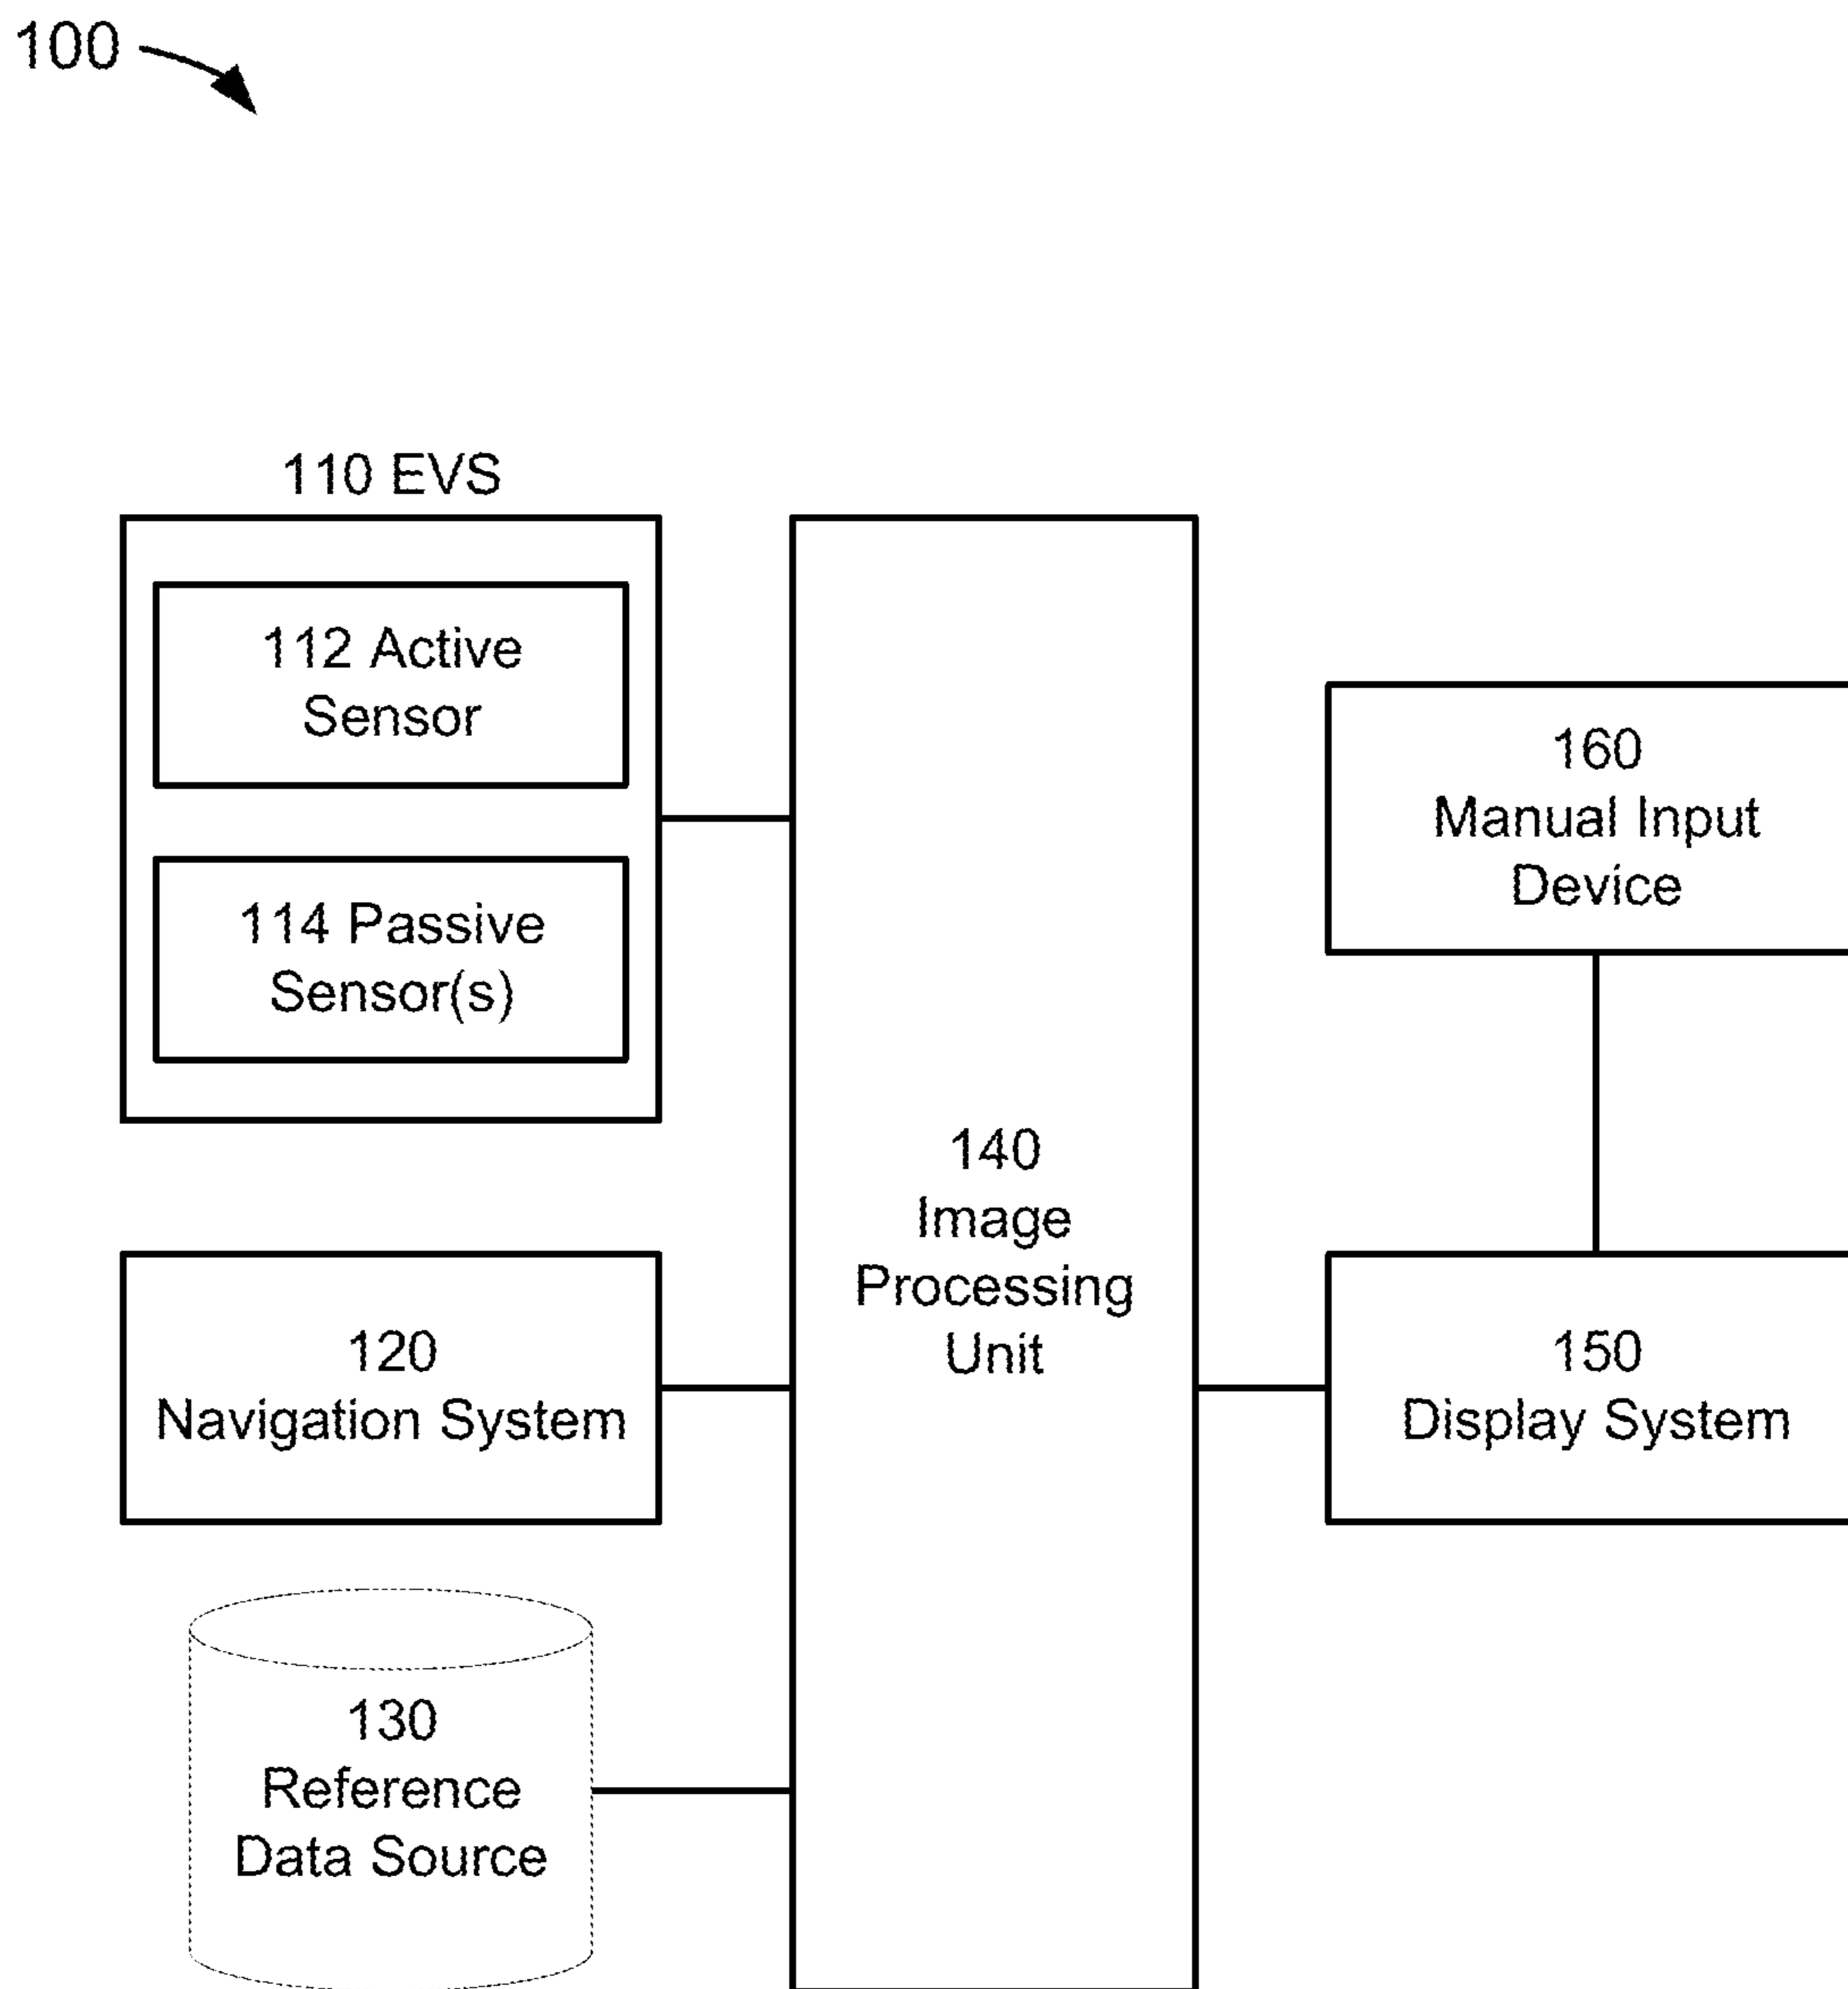 100
110 EVS
112 Active
Sensor
114 Passive
Sensor(s)
120
Navigation System
130
Reference
Data Source
140
Image
Processing
Unit
160
Manual Input
Device
150
Display System